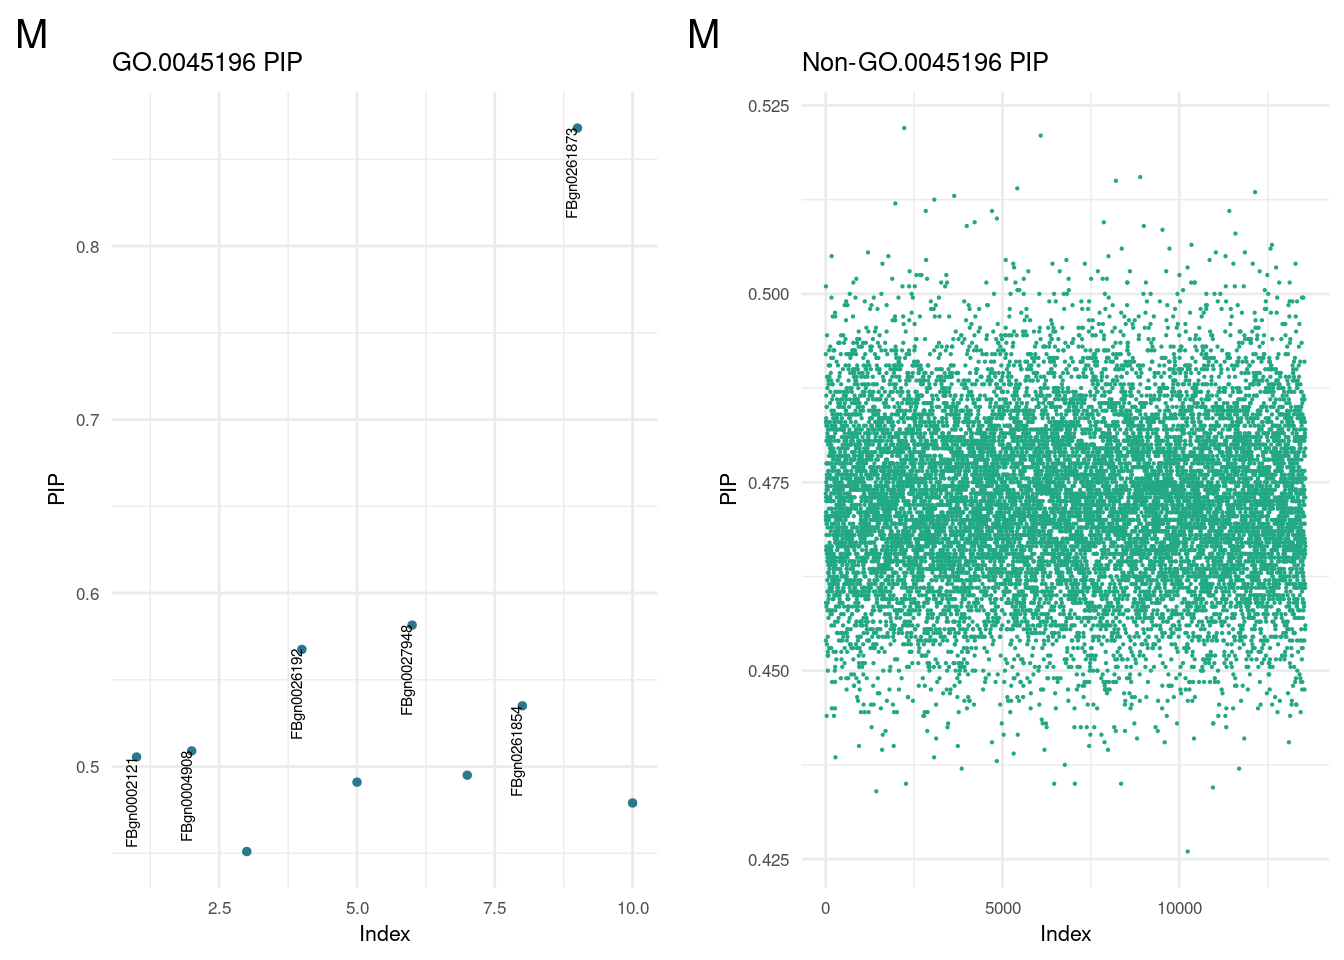 M
GO.0045196 PIP
PIP
0.8
0.7
0.6
0.5
FBgn0002121
FBgn0004908
FBgn0026192
FBgn0027948
FBgn0261854
FBgn0261873
2.5 5.0 7.5 10.0
Index
M
Non-GO.0045196 PIP
PIP
0.525
0.500
0.475
0.450
0.425
0 5000 10000
Index